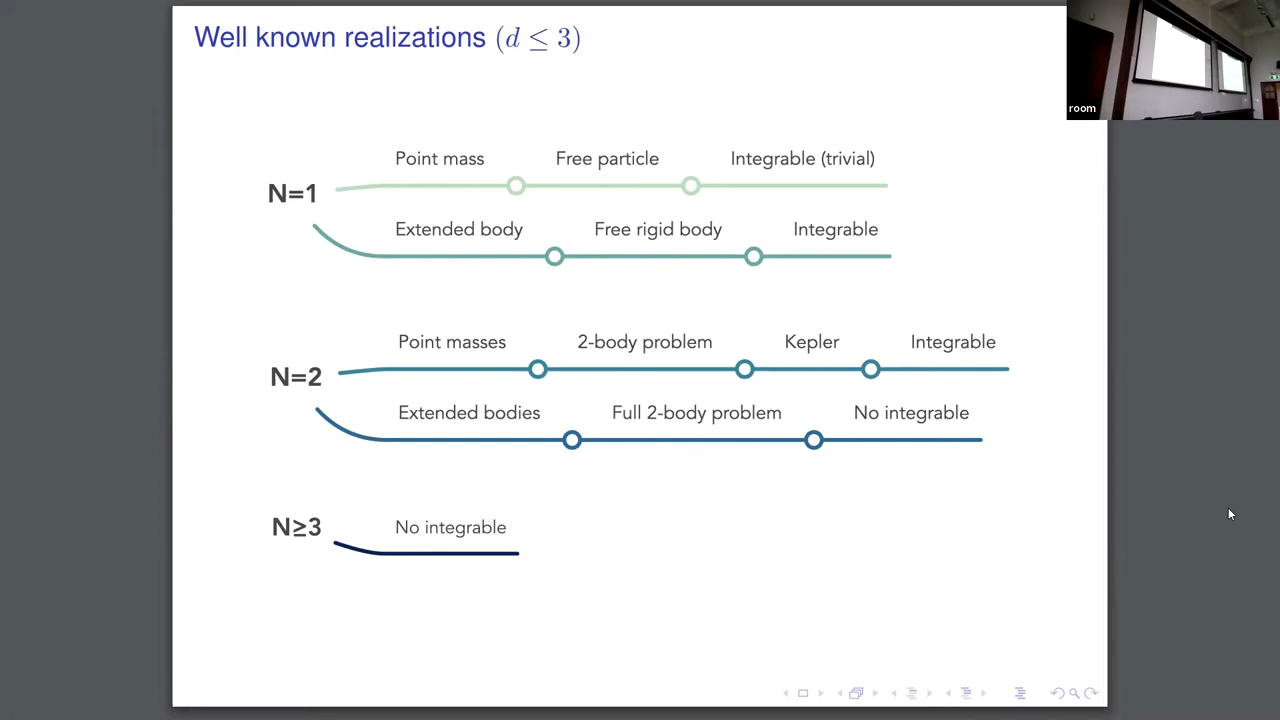 Well known realizations (d ≤ 3)
room
Point mass Free particle Integrable (trivial)
N=1
Extended body Free rigid body Integrable
Point masses 2-body problem Kepler Integrable
N=2
Extended bodies Full 2-body problem No integrable
N≥3 No integrable